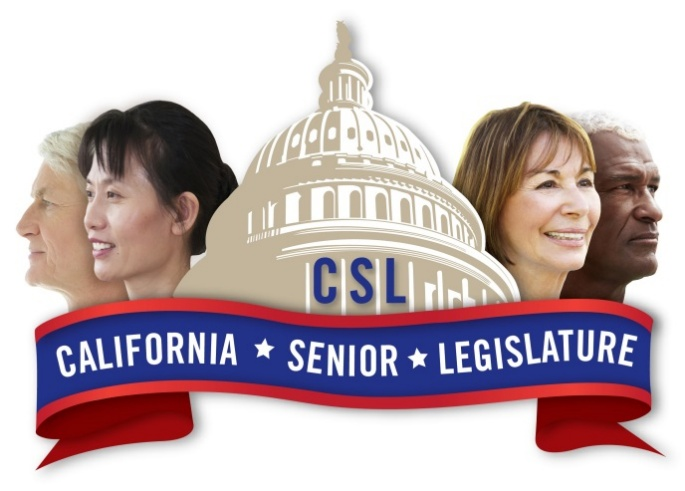 CSL
CALIFORNIA ★ SENIOR ★ LEGISLATURE